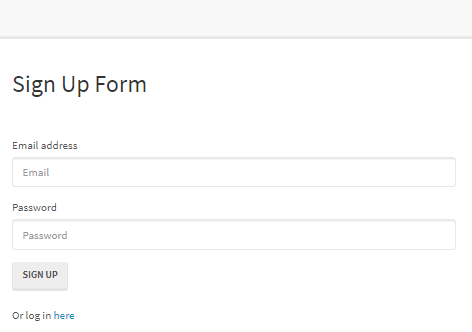 Sign Up Form
Email address
Email
Password
Password
SIGN UP
Or log in here